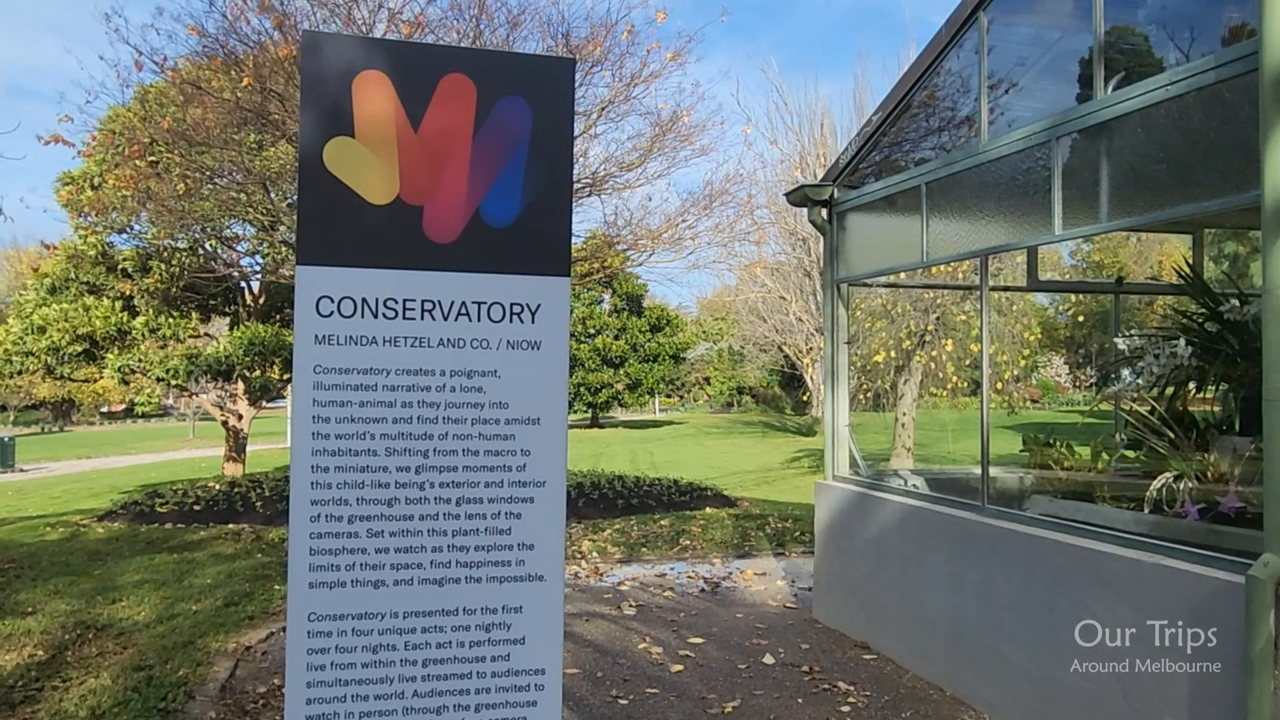 CONSERVATORY
MELINDA HETZEL AND CO. / NIOW
Conservatory creates a poignant,
illuminated narrative of a lone,
human-animal as they journey into
the unknown and find their place amidst
the world's multitude of non-human
inhabitants. Shifting from the macro to
the miniature, we glimpse moments of
this child-like being's exterior and interior
worlds, through both the glass windows
of the greenhouse and the lens of the
cameras. Set within this plant-filled
biosphere, we watch as they explore the
limits of their space, find happiness in
simple things, and imagine the impossible.
Conservatory is presented for the first
time in four unique acts; one nightly
over four nights. Each act is performed
live from within the greenhouse and
simultaneously live streamed to audiences
around the world. Audiences are invited to
watch in person (through the greenhouse
camera
Our Trips
Around Melbourne